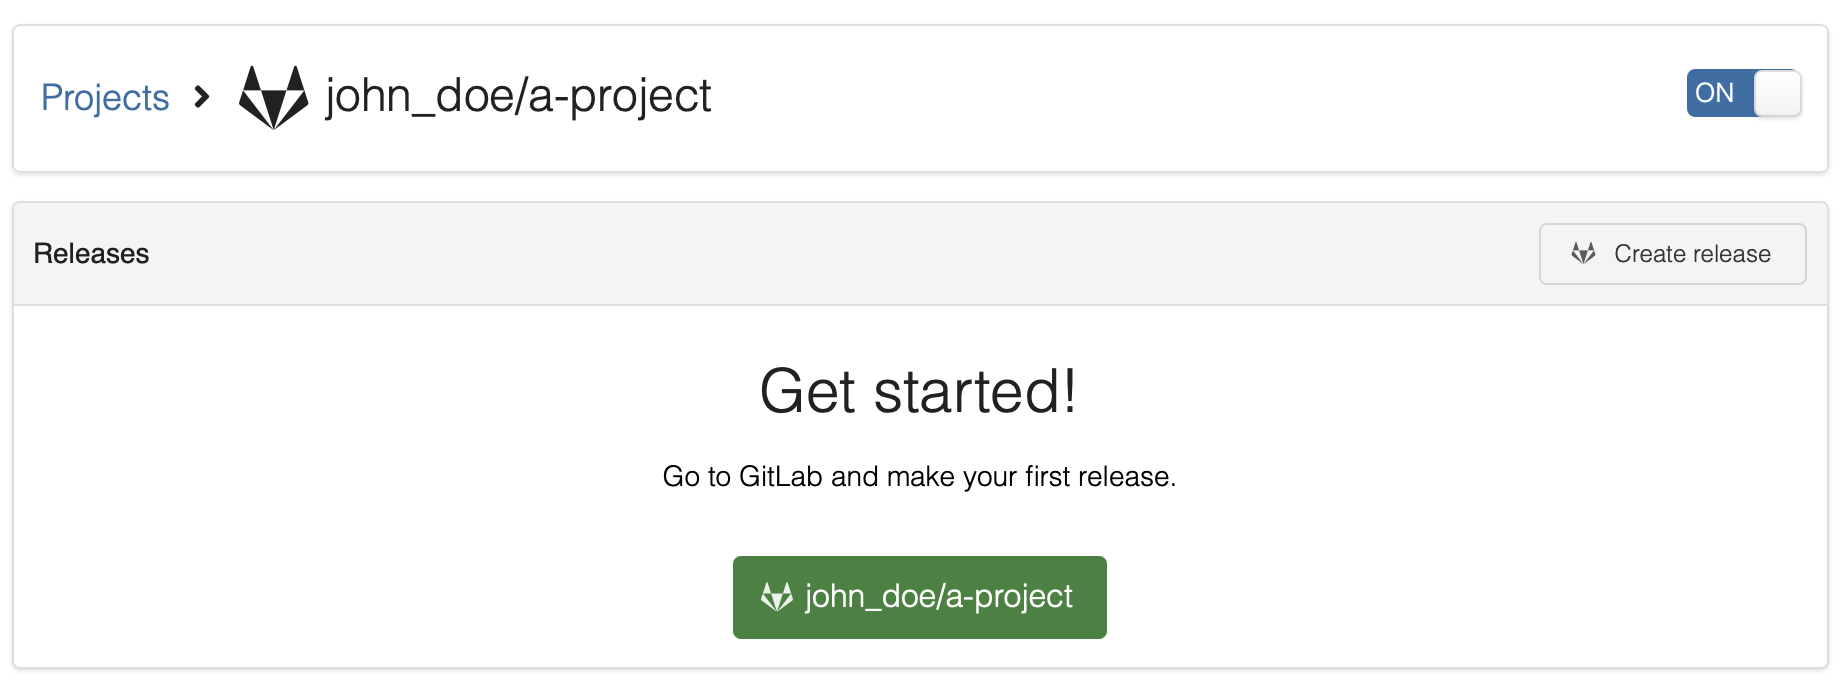 Projects john_doe/a-project ON
Releases Create release
Get started!
Go to GitLab and make your first release.
john_doe/a-project